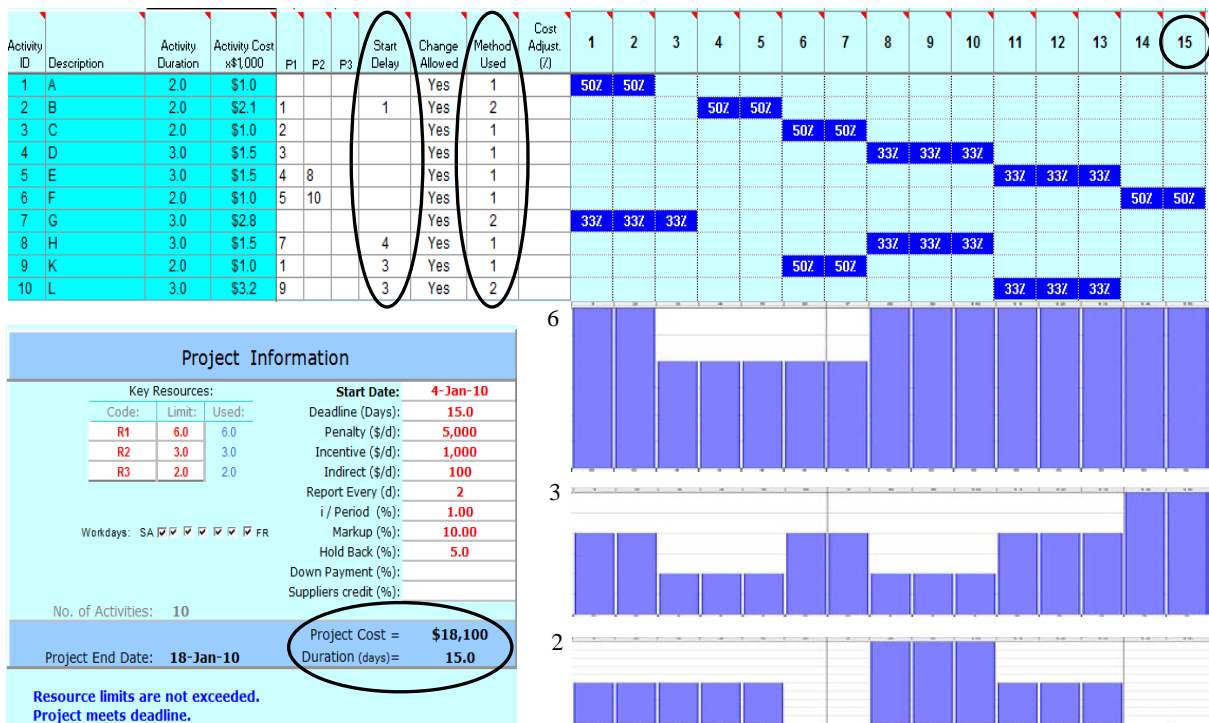 Activity ID Description Activity Duration Activity Cost x$1,000 P1 P2 P3 Start Delay Change Allowed Method Used Cost Adjust. (%) 1 2 3 4 5 6 7 8 9 10 11 12 13 14 15
1 A 2.0 $1.0 Yes 1 50% 50%
2 B 2.0 $2.1 1 1 Yes 2 50% 50%
3 C 2.0 $1.0 2 Yes 1 50% 50%
4 D 3.0 $1.5 3 Yes 1 33% 33% 33%
5 E 3.0 $1.5 4 8 Yes 1 33% 33% 33%
6 F 2.0 $1.0 5 10 Yes 1 50% 50%
7 G 3.0 $2.8 Yes 2 33% 33% 33%
8 H 3.0 $1.5 7 4 Yes 1 33% 33% 33%
9 K 2.0 $1.0 1 3 Yes 1 50% 50%
10 L 3.0 $3.2 9 3 Yes 2 33% 33% 33%
Project Information
Key Resources:
Code: Limit: Used:
R1 6.0 6.0
R2 3.0 3.0
R3 2.0 2.0
Workdays: SA FR
No. of Activities: 10
Start Date: 4-Jan-10
Deadline (Days): 15.0
Penalty ($/d): 5,000
Incentive ($/d): 1,000
Indirect ($/d): 100
Report Every (d): 2
i / Period (%): 1.00
Markup (%): 10.00
Hold Back (%): 5.0
Down Payment (%):
Suppliers credit (%):
Project Cost = $18,100
Project End Date: 18-Jan-10 Duration (days)= 15.0
Resource limits are not exceeded.
Project meets deadline.
6
3
2